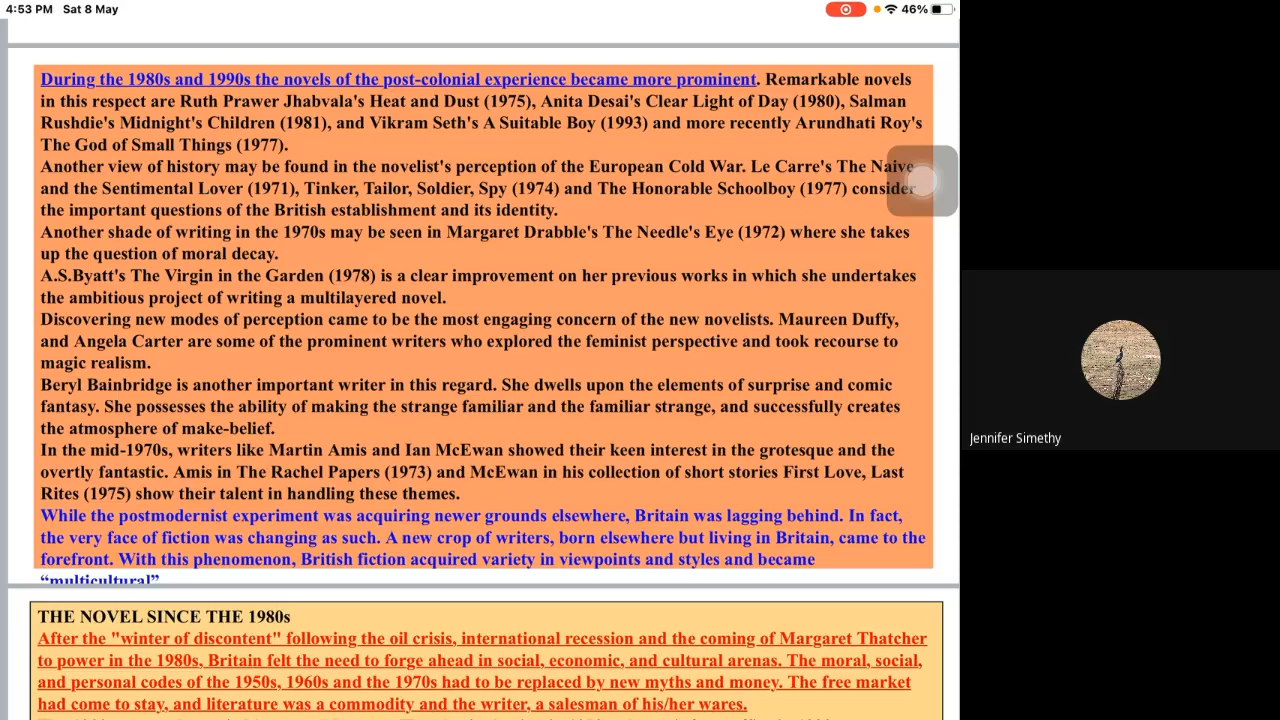 4:53 PM Sat 8 May
46%
During the 1980s and 1990s the novels of the post-colonial experience became more prominent. Remarkable novels
in this respect are Ruth Prawer Jhabvala's Heat and Dust (1975), Anita Desai's Clear Light of Day (1980), Salman
Rushdie's Midnight's Children (1981), and Vikram Seth's A Suitable Boy (1993) and more recently Arundhati Roy's
The God of Small Things (1977).
Another view of history may be found in the novelist's perception of the European Cold War. Le Carre's The Naive
and the Sentimental Lover (1971), Tinker, Tailor, Soldier, Spy (1974) and The Honorable Schoolboy (1977) consider
the important questions of the British establishment and its identity.
Another shade of writing in the 1970s may be seen in Margaret Drabble's The Needle's Eye (1972) where she takes
up the question of moral decay.
A.S.Byatt's The Virgin in the Garden (1978) is a clear improvement on her previous works in which she undertakes
the ambitious project of writing a multilayered novel.
Discovering new modes of perception came to be the most engaging concern of the new novelists. Maureen Duffy,
and Angela Carter are some of the prominent writers who explored the feminist perspective and took recourse to
magic realism.
Beryl Bainbridge is another important writer in this regard. She dwells upon the elements of surprise and comic
fantasy. She possesses the ability of making the strange familiar and the familiar strange, and successfully creates
the atmosphere of make-belief.
In the mid-1970s, writers like Martin Amis and Ian McEwan showed their keen interest in the grotesque and the
overtly fantastic. Amis in The Rachel Papers (1973) and McEwan in his collection of short stories First Love, Last
Rites (1975) show their talent in handling these themes.
While the postmodernist experiment was acquiring newer grounds elsewhere, Britain was lagging behind. In fact,
the very face of fiction was changing as such. A new crop of writers, born elsewhere but living in Britain, came to the
forefront. With this phenomenon, British fiction acquired variety in viewpoints and styles and became
“multicultural”
Jennifer Simethy
THE NOVEL SINCE THE 1980s
After the "winter of discontent" following the oil crisis, international recession and the coming of Margaret Thatcher
to power in the 1980s, Britain felt the need to forge ahead in social, economic, and cultural arenas. The moral, social,
and personal codes of the 1950s, 1960s and the 1970s had to be replaced by new myths and money. The free market
had come to stay, and literature was a commodity and the writer, a salesman of his/her wares.